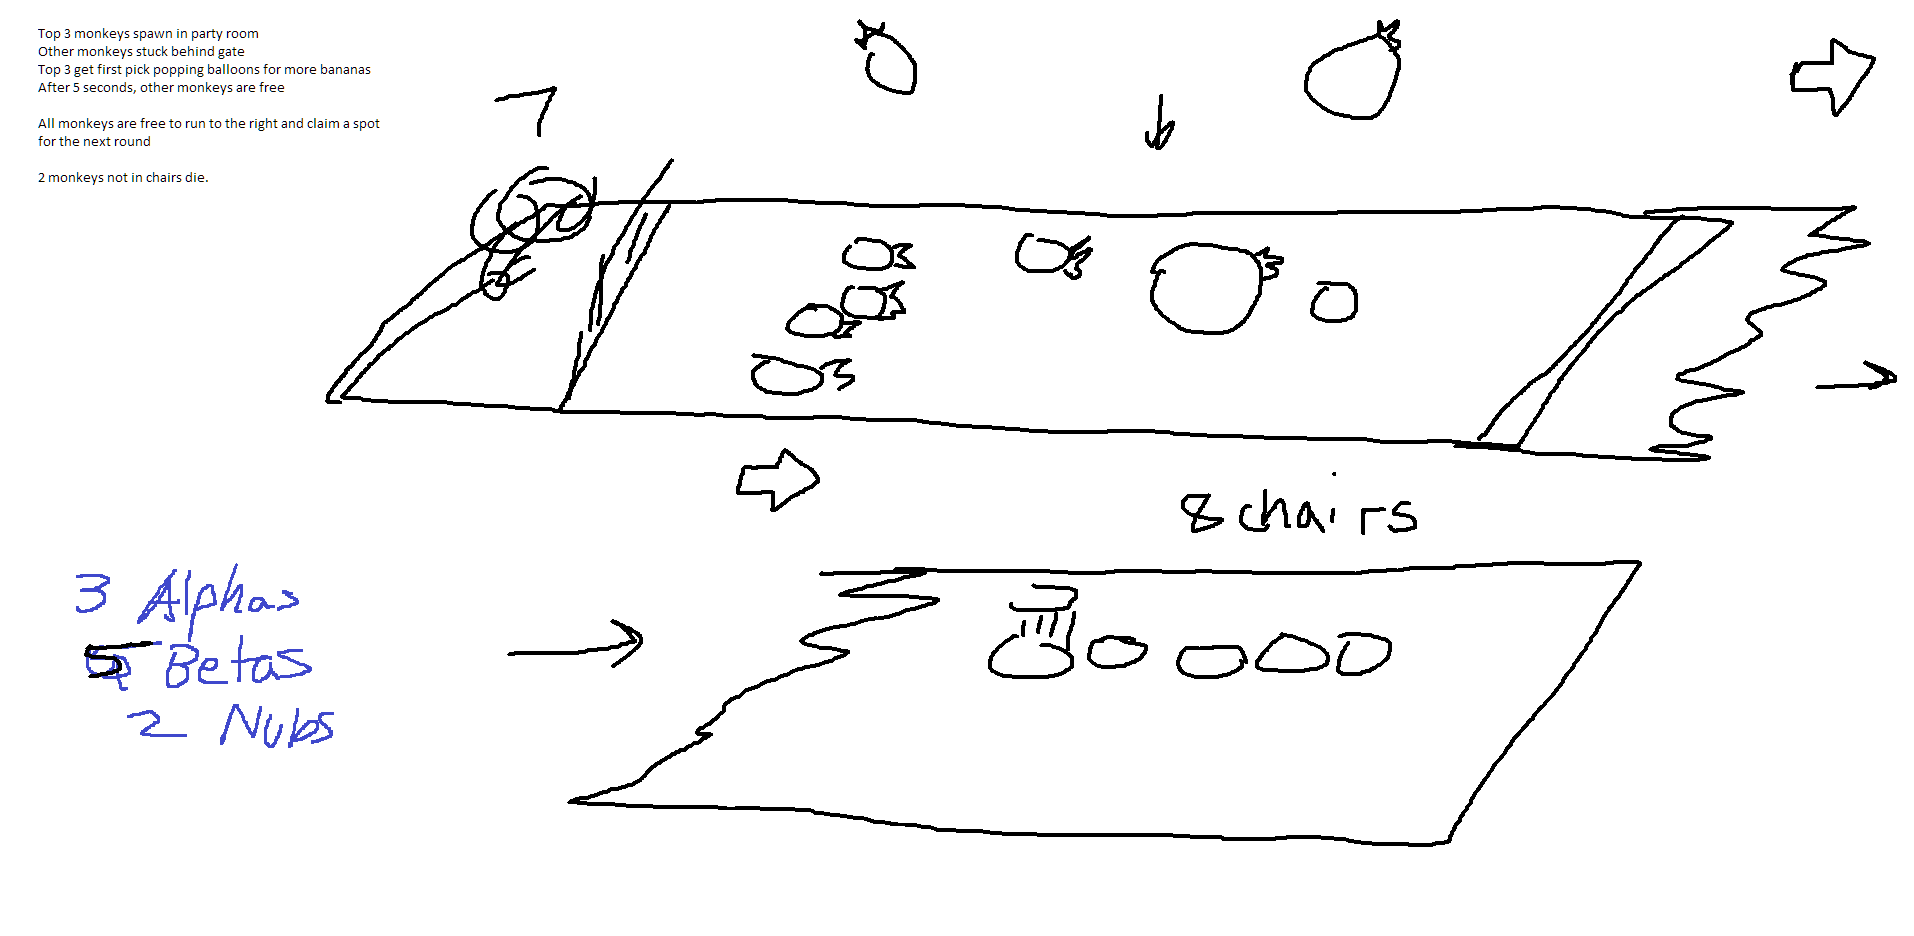 Top 3 monkeys spawn in party room
Other monkeys stuck behind gate
Top 3 get first pick popping balloons for more bananas
After 5 seconds, other monkeys are free
All monkeys are free to run to the right and claim a spot
for the next round
2 monkeys not in chairs die.
8 chairs
3 Alphas
5 Betas
2 Nubs